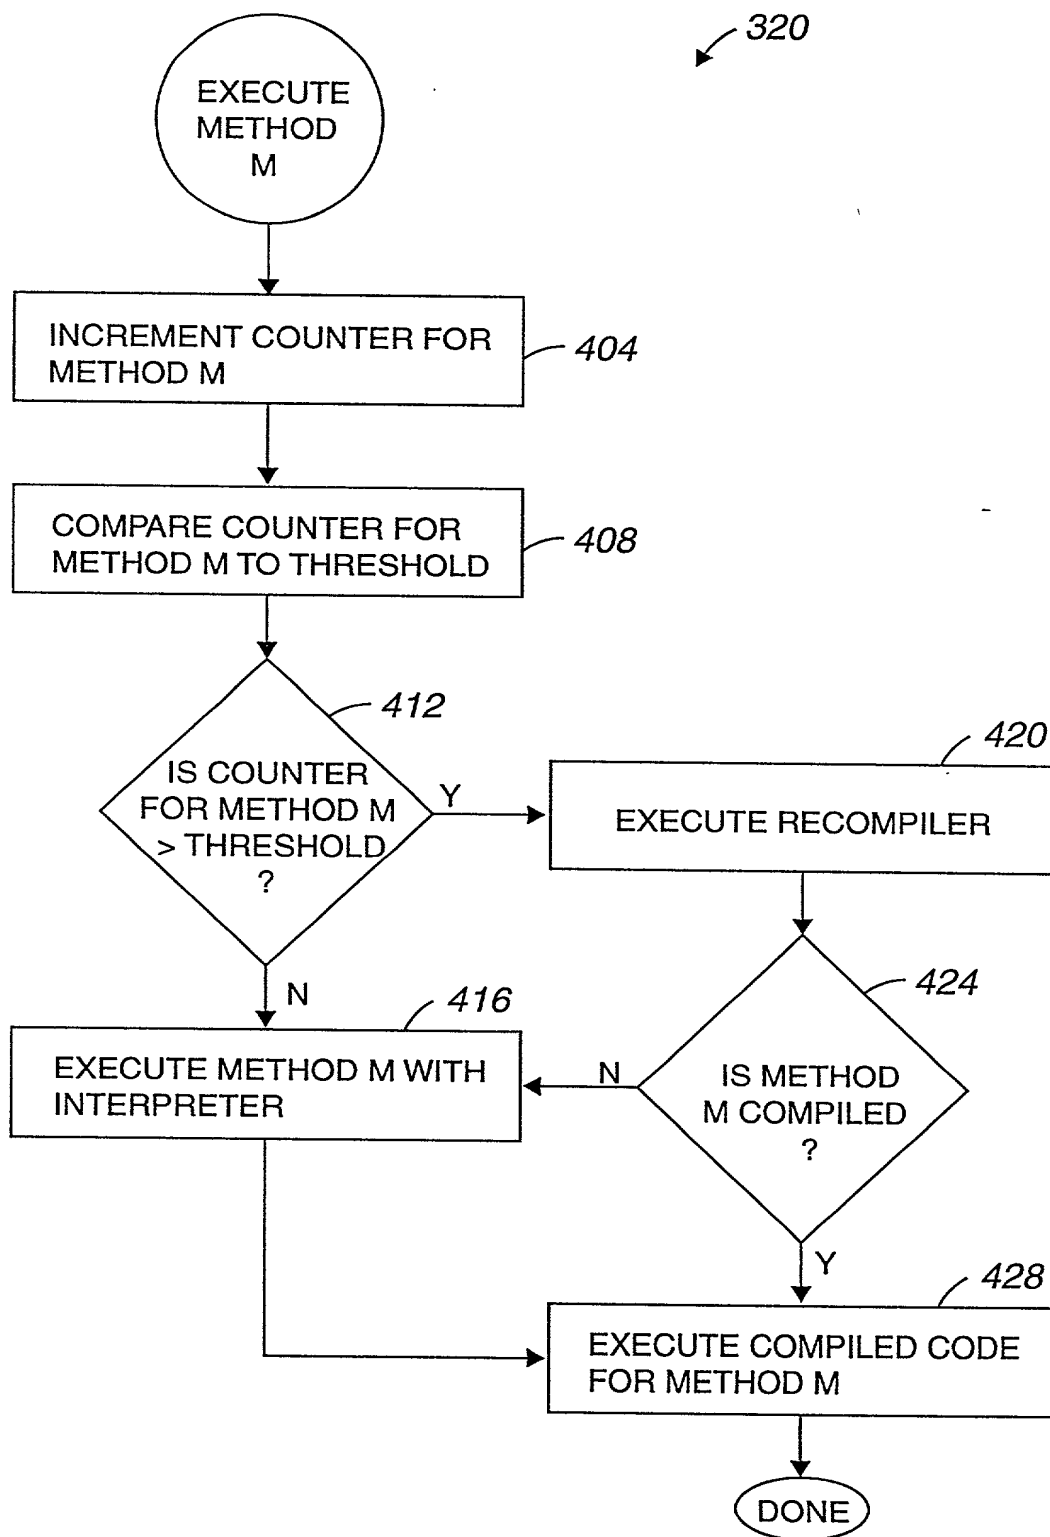 320
EXECUTE
METHOD
M
INCREMENT COUNTER FOR
METHOD M
404
COMPARE COUNTER FOR
METHOD M TO THRESHOLD
408
412
IS COUNTER
FOR METHOD M
> THRESHOLD
?
Y
N
420
EXECUTE RECOMPILER
424
IS METHOD
M COMPILED
?
N
Y
416
EXECUTE METHOD M WITH
INTERPRETER
428
EXECUTE COMPILED CODE
FOR METHOD M
DONE